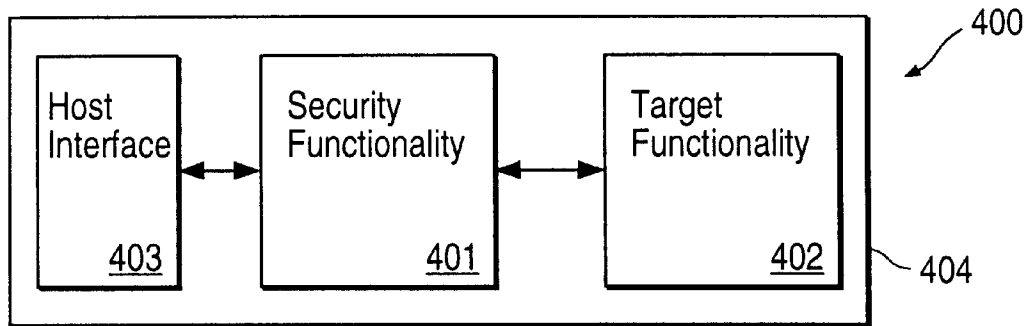 400
Host
Interface
403
Security
Functionality
401
Target
Functionality
402
404